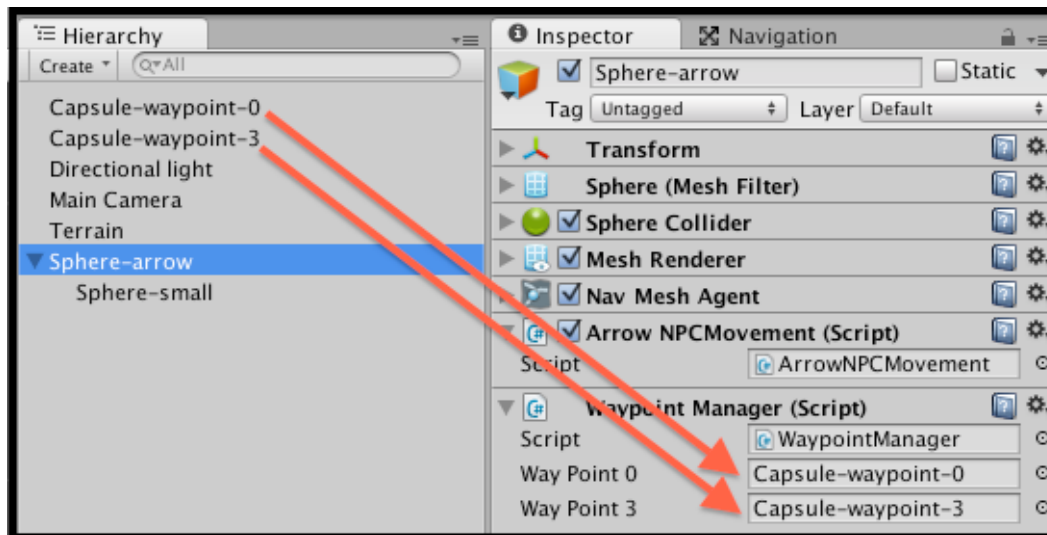 Hierarchy
Create
All
Capsule-waypoint-0
Capsule-waypoint-3
Directional light
Main Camera
Terrain
Sphere-arrow
Sphere-small
Inspector
Navigation
Sphere-arrow
Static
Tag Untagged Layer Default
Transform
Sphere (Mesh Filter)
Sphere Collider
Mesh Renderer
Nav Mesh Agent
C# Arrow NPCMovement (Script)
Script ArrowNPCMovement
C# Waypoint Manager (Script)
Script WaypointManager
Way Point 0 Capsule-waypoint-0
Way Point 3 Capsule-waypoint-3